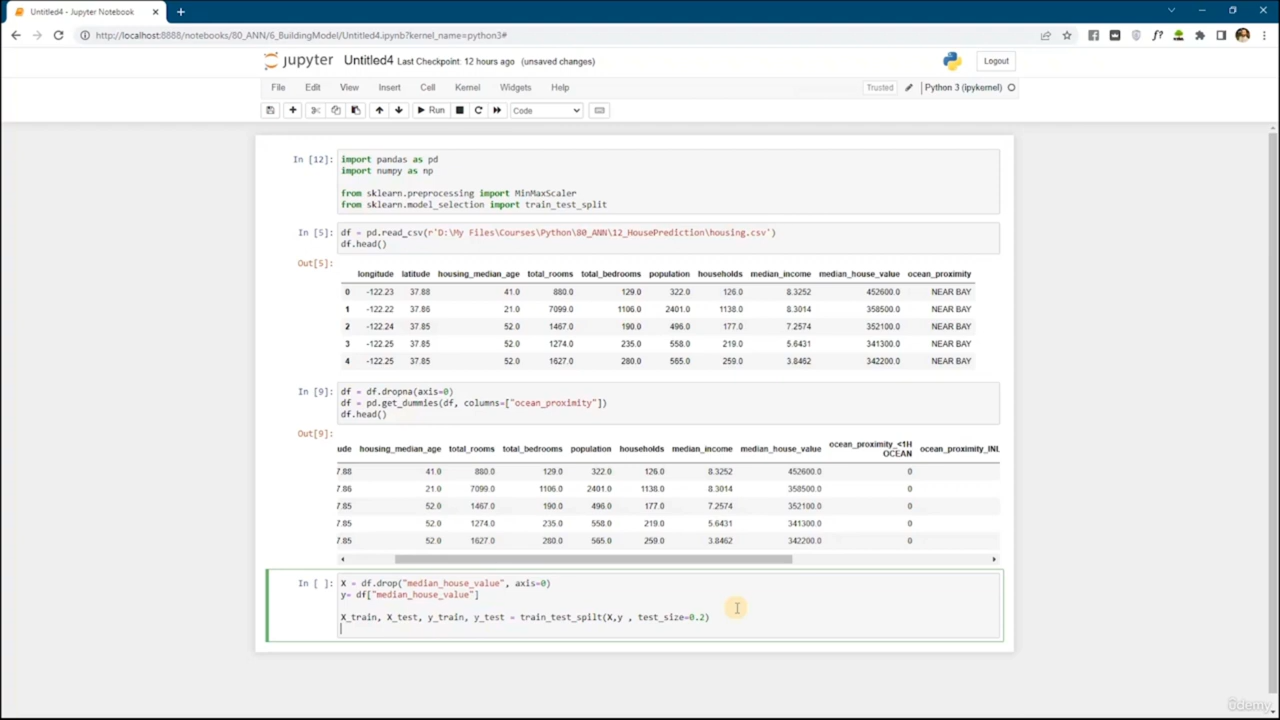 Untitled4 - Jupyter Notebook
http://localhost:8888/notebooks/80_ANN/6_BuildingModel/Untitled4.ipynb?kernel_name=python3#
jupyter Untitled4 Last Checkpoint 12 hours ago (unsaved changes) Logout
File Edit View Insert Cell Kernel Widgets Help Trusted Python 3 (ipykernel)
Run Code
In [12]: import pandas as pd
import numpy as np
from sklearn.preprocessing import MinMaxScaler
from sklearn.model_selection import train_test_split
In [5]: df = pd.read_csv(r'D:\My Files\Courses\Python\80_ANN\12_HousePrediction\housing.csv')
df.head()
Out[5]:
longitude latitude housing_median_age total_rooms total_bedrooms population households median_income median_house_value ocean_proximity
0 -122.23 37.88 41.0 880.0 129.0 322.0 126.0 8.3252 452600.0 NEAR BAY
1 -122.22 37.86 21.0 7099.0 1106.0 2401.0 1138.0 8.3014 358500.0 NEAR BAY
2 -122.24 37.85 52.0 1467.0 190.0 496.0 177.0 7.2574 352100.0 NEAR BAY
3 -122.25 37.85 52.0 1274.0 235.0 558.0 219.0 5.6431 341300.0 NEAR BAY
4 -122.25 37.85 52.0 1627.0 280.0 565.0 259.0 3.8462 342200.0 NEAR BAY
In [9]: df = df.dropna(axis=0)
df = pd.get_dummies(df, columns=["ocean_proximity"])
df.head()
Out[9]:
ude housing_median_age total_rooms total_bedrooms population households median_income median_house_value ocean_proximity_<1H OCEAN ocean_proximity_INL
7.88 41.0 880.0 129.0 322.0 126.0 8.3252 452600.0 0
7.86 21.0 7099.0 1106.0 2401.0 1138.0 8.3014 358500.0 0
7.85 52.0 1467.0 190.0 496.0 177.0 7.2574 352100.0 0
7.85 52.0 1274.0 235.0 558.0 219.0 5.6431 341300.0 0
7.85 52.0 1627.0 280.0 565.0 259.0 3.8462 342200.0 0
In [ ]: X = df.drop("median_house_value", axis=0)
y= df["median_house_value"]
X_train, X_test, y_train, y_test = train_test_spilt(X,y , test_size=0.2)
ûdemy